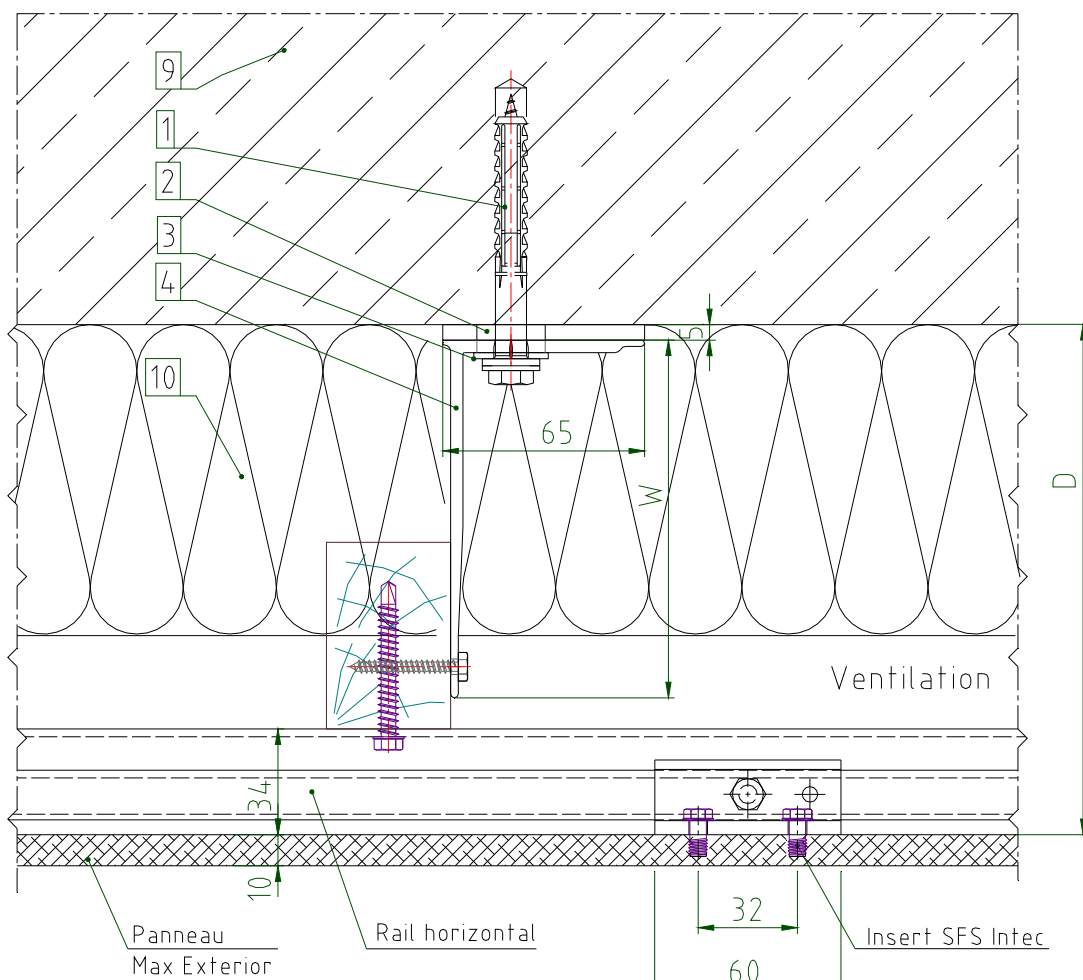 9
1
2
3
4
10
5
65
W
D
Ventilation
34
10
32
60
Panneau
Max Exterior
Rail horizontal
Insert SFS Intec